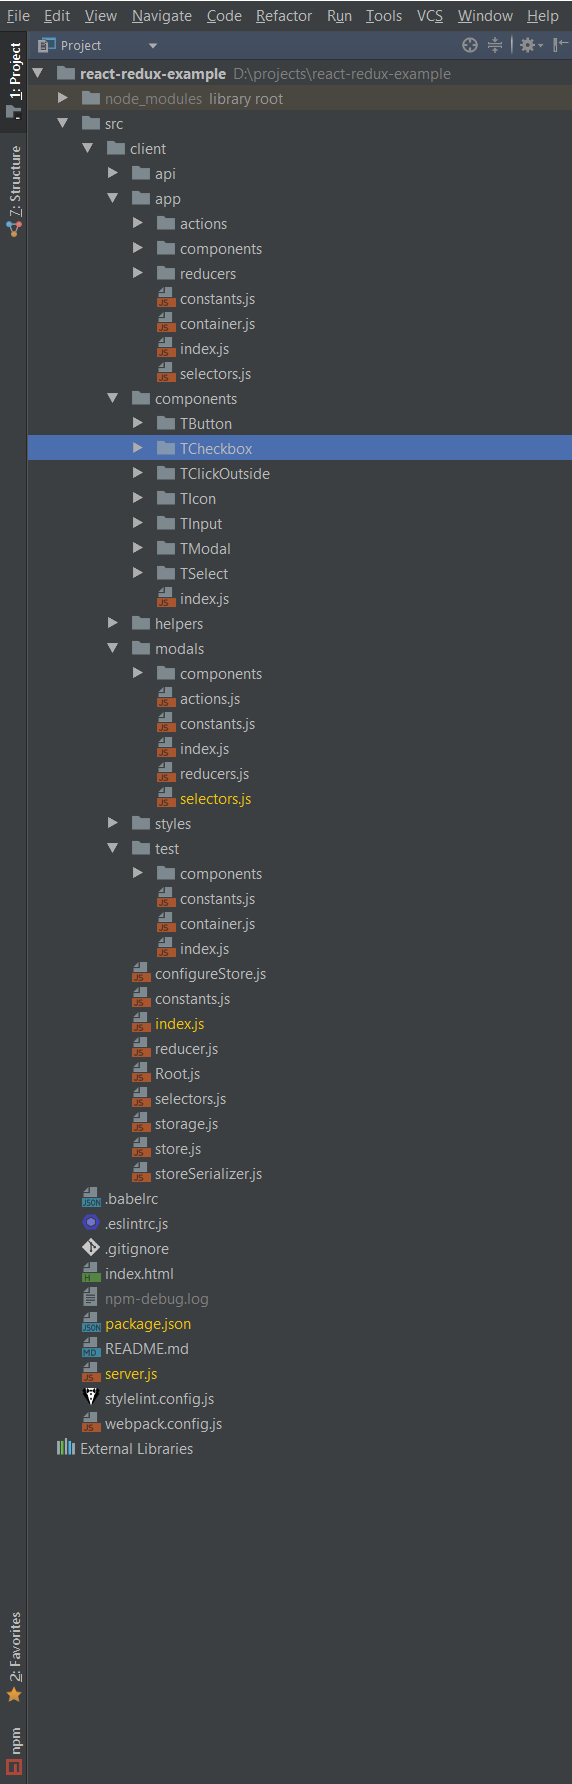 File Edit View Navigate Code Refactor Run Tools VCS Window Help
Project
1: Project
7: Structure
react-redux-example D:\projects\react-redux-example
node_modules library root
src
client
api
app
actions
components
reducers
constants.js
container.js
index.js
selectors.js
components
TButton
TCheckbox
TClickOutside
TIcon
TInput
TModal
TSelect
index.js
helpers
modals
components
actions.js
constants.js
index.js
reducers.js
selectors.js
styles
test
components
constants.js
container.js
index.js
configureStore.js
constants.js
index.js
reducer.js
Root.js
selectors.js
storage.js
store.js
storeSerializer.js
.babelrc
.eslintrc.js
.gitignore
index.html
npm-debug.log
package.json
README.md
server.js
stylelint.config.js
webpack.config.js
External Libraries
2: Favorites
npm